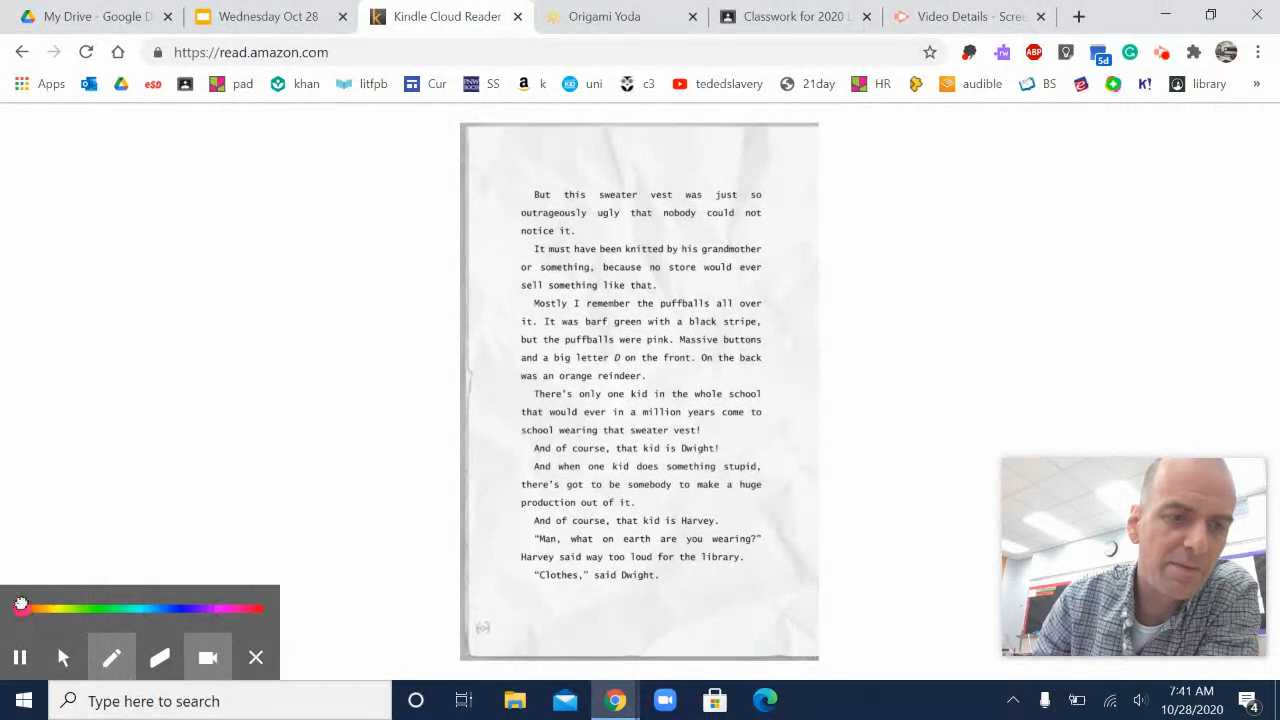 My Drive - Google D
Wednesday Oct 28
Kindle Cloud Reader
Origami Yoda
Classwork for 2020 L
Video Details - Scree
https://read.amazon.com
ABP
5d
Apps
eSD
pad
khan
litfpb
Cur
SS
k
uni
c3
tededslavery
21day
HR
audible
BS
K!
library
»
But this sweater vest was just so
outrageously ugly that nobody could not
notice it.
It must have been knitted by his grandmother
or something, because no store would ever
sell something like that.
Mostly I remember the puffballs all over
it. It was barf green with a black stripe,
but the puffballs were pink. Massive buttons
and a big letter D on the front. On the back
was an orange reindeer.
There's only one kid in the whole school
that would ever in a million years come to
school wearing that sweater vest!
And of course, that kid is Dwight!
And when one kid does something stupid,
there's got to be somebody to make a huge
production out of it.
And of course, that kid is Harvey.
"Man, what on earth are you wearing?"
Harvey said way too loud for the library.
"Clothes," said Dwight.
Type here to search
7:41 AM
10/28/2020
4